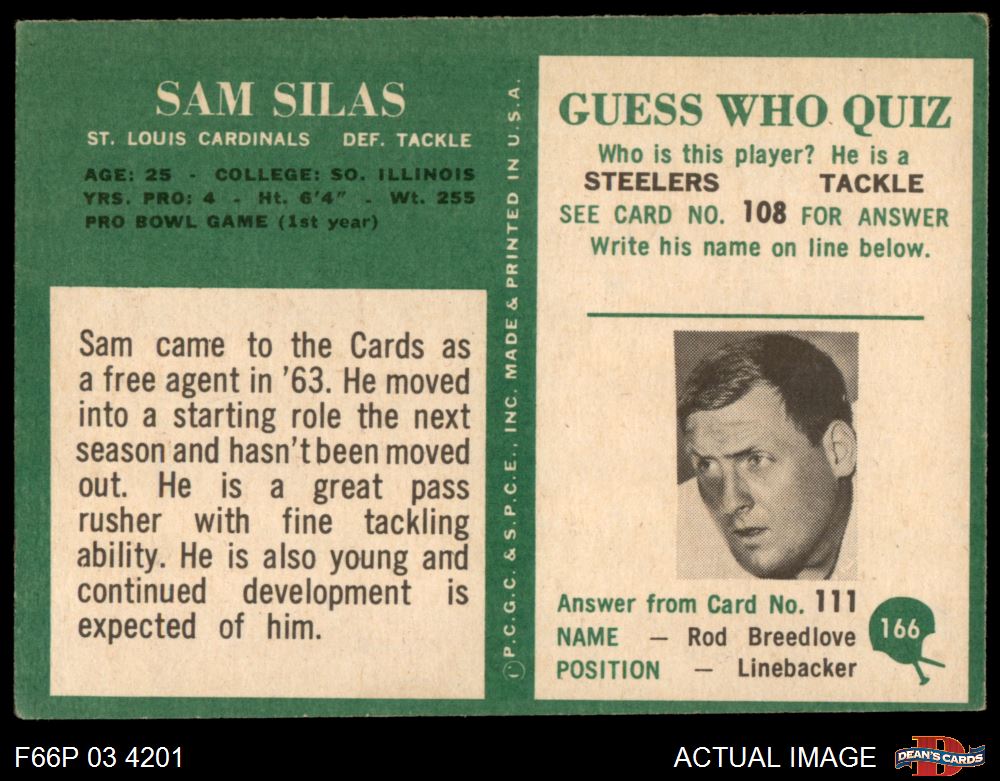 SAM SILAS
ST. LOUIS CARDINALS DEF. TACKLE
AGE: 25 - COLLEGE: SO. ILLINOIS
YRS. PRO: 4 - Ht. 6'4" - Wt. 255
PRO BOWL GAME (1st year)
Sam came to the Cards as
a free agent in '63. He moved
into a starting role the next
season and hasn't been moved
out. He is a great pass
rusher with fine tackling
ability. He is also young and
continued development is
expected of him.
P.C.G.C. & S.P.C.E., INC. MADE & PRINTED IN U.S.A.
GUESS WHO QUIZ
Who is this player? He is a
STEELERS TACKLE
SEE CARD NO. 108 FOR ANSWER
Write his name on line below.
Answer from Card No. 111
NAME — Rod Breedlove
POSITION — Linebacker
166
F66P 03 4201
ACTUAL IMAGE
D
DEAN'S CARDS